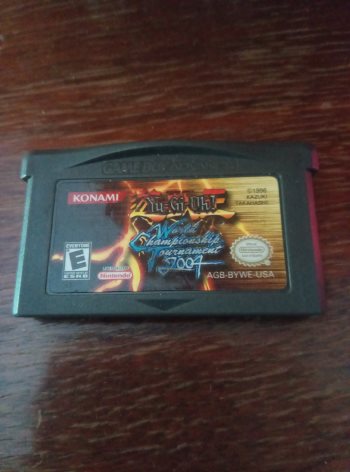 GAME BOY ADVANCE
KONAMI
Yu-Gi-Oh!
©1996
KAZUKI
TAKAHASHI
World
Championship
Tournament
2004
EVERYONE
E
ESRB
Nintendo
AGB-BYWE-USA